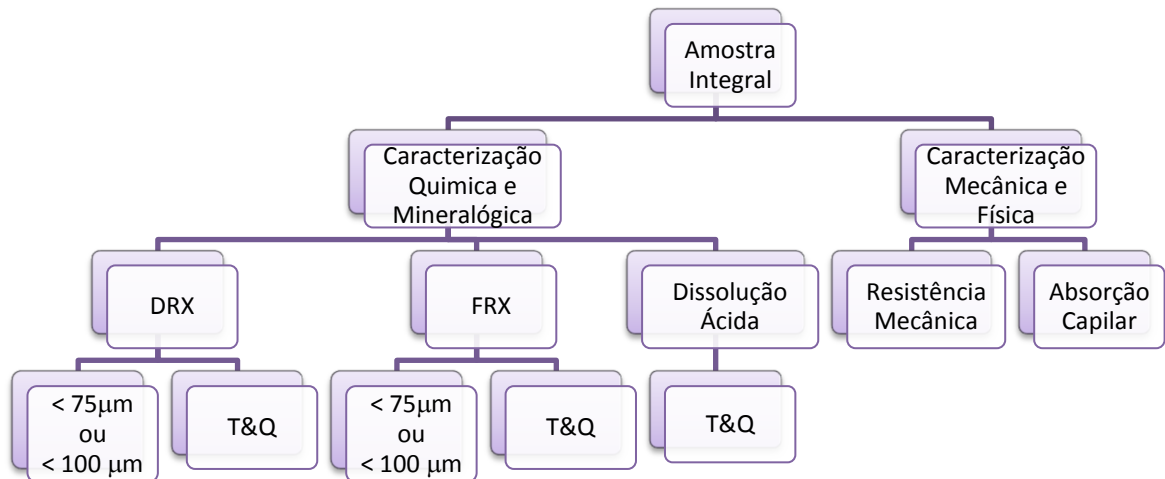 Amostra
Integral
Caracterização
Quimica e
Mineralógica
Caracterização
Mecânica e
Física
DRX
FRX
Dissolução
Ácida
Resistência
Mecânica
Absorção
Capilar
< 75μm
ou
< 100 μm
T&Q
< 75μm
ou
< 100 μm
T&Q
T&Q